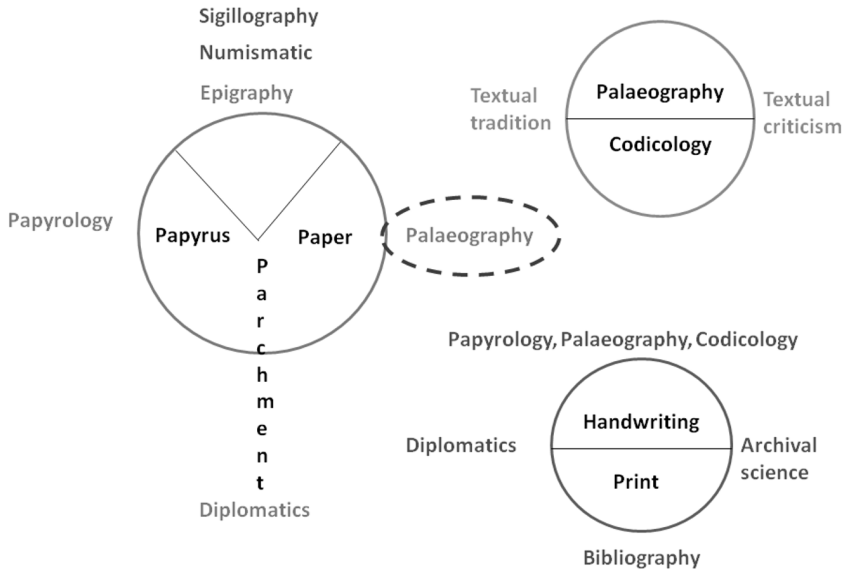 Sigillography
Numismatic
Epigraphy
Papyrology
Papyrus
Paper
Parchment
Diplomatics
Palaeography
Textual
tradition
Palaeography
Codicology
Textual
criticism
Papyrology, Palaeography, Codicology
Diplomatics
Handwriting
Print
Archival
science
Bibliography